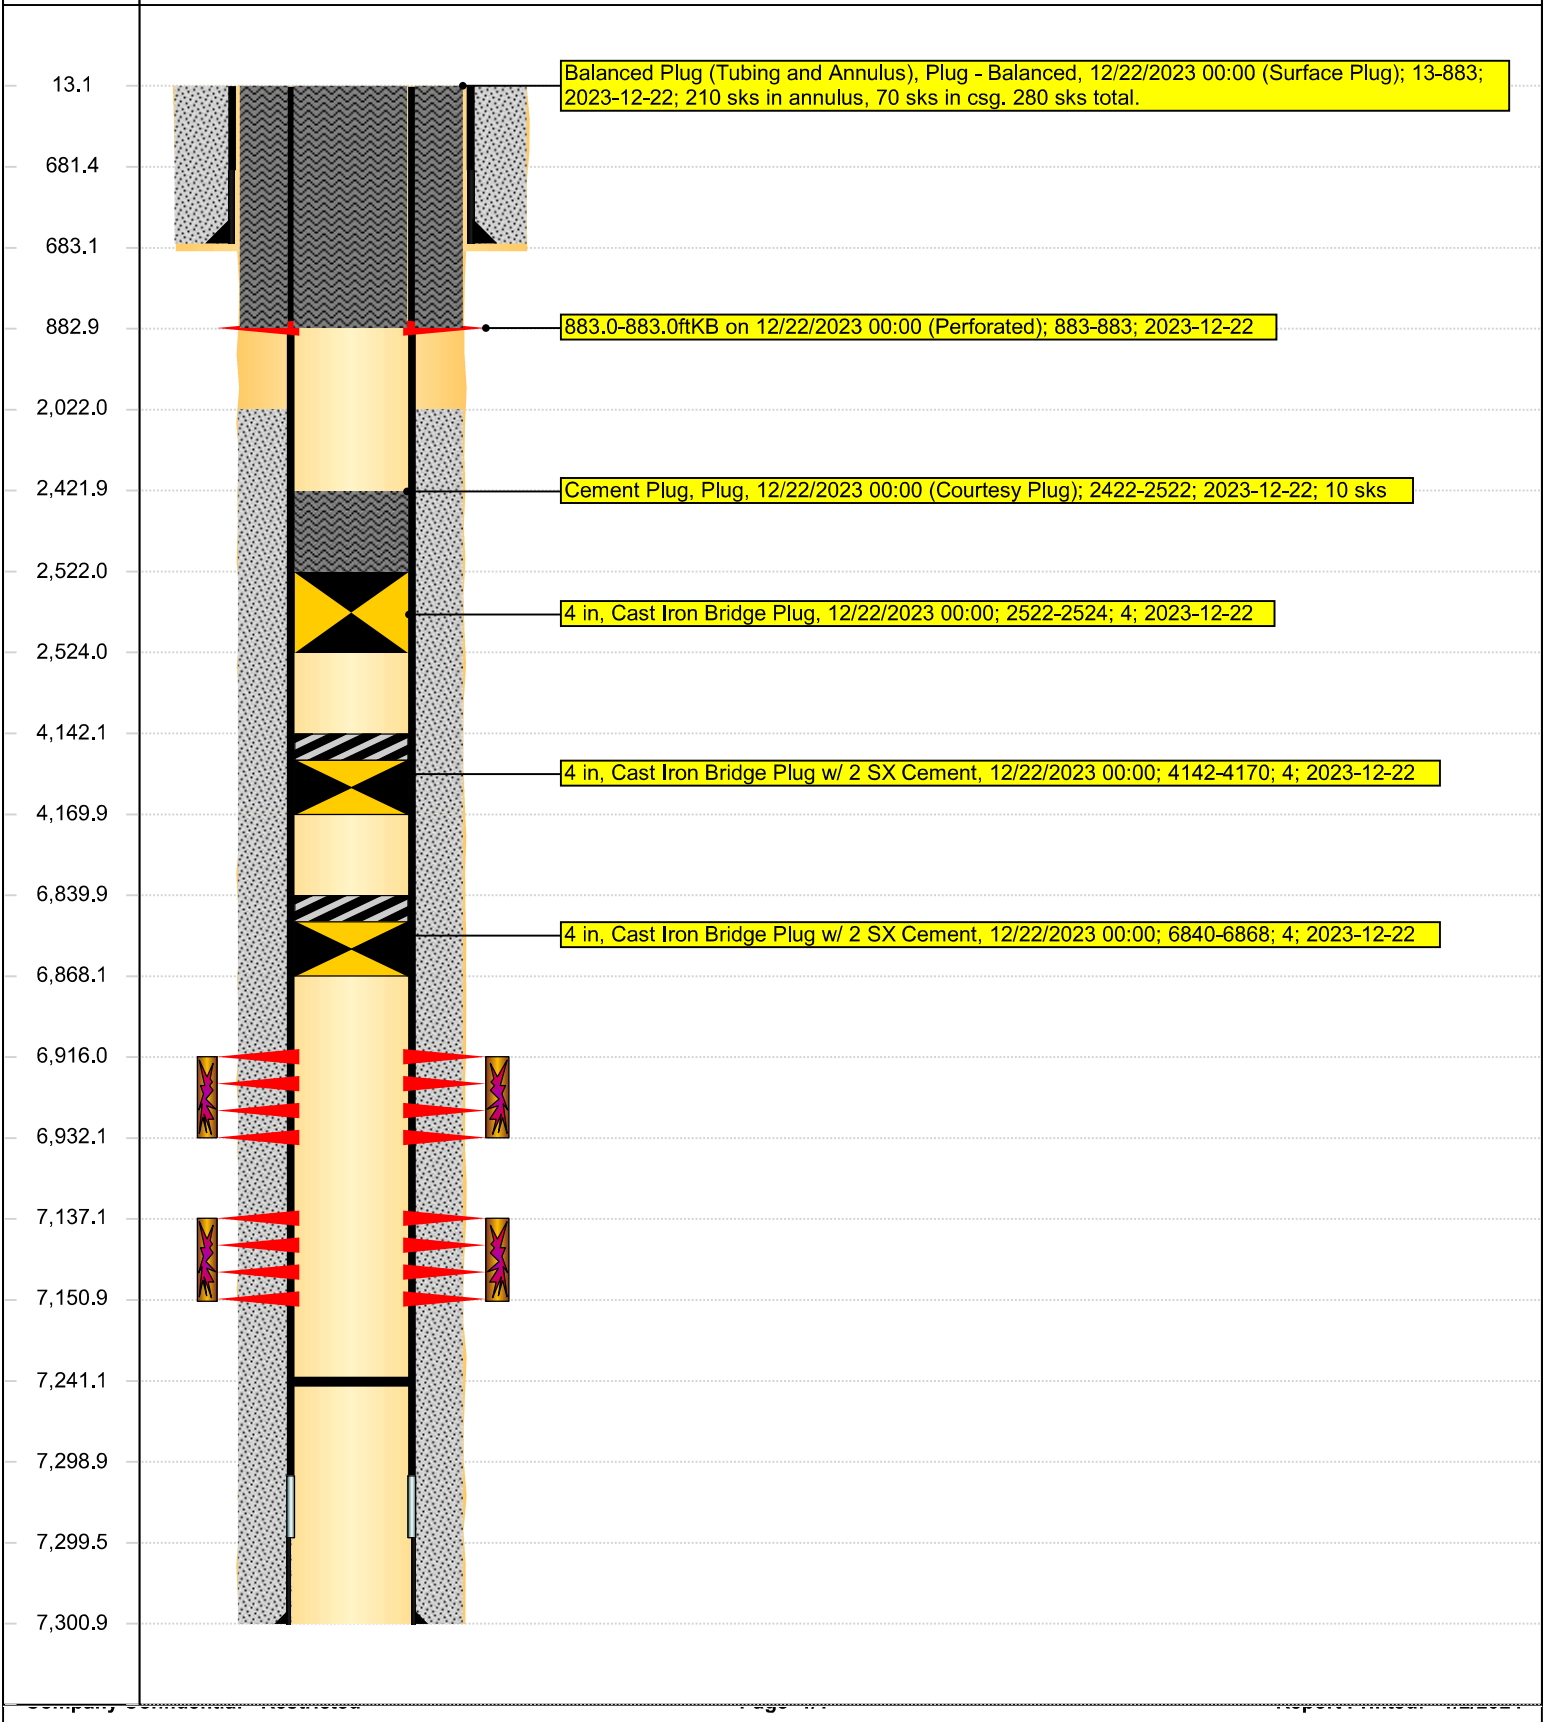 13.1
Balanced Plug (Tubing and Annulus), Plug - Balanced, 12/22/2023 00:00 (Surface Plug); 13-883;
2023-12-22; 210 sks in annulus, 70 sks in csg. 280 sks total.
681.4
683.1
882.9
883.0-883.0ftKB on 12/22/2023 00:00 (Perforated); 883-883; 2023-12-22
2,022.0
2,421.9
Cement Plug, Plug, 12/22/2023 00:00 (Courtesy Plug); 2422-2522; 2023-12-22; 10 sks
2,522.0
4 in, Cast Iron Bridge Plug, 12/22/2023 00:00; 2522-2524; 4; 2023-12-22
2,524.0
4,142.1
4 in, Cast Iron Bridge Plug w/ 2 SX Cement, 12/22/2023 00:00; 4142-4170; 4; 2023-12-22
4,169.9
6,839.9
4 in, Cast Iron Bridge Plug w/ 2 SX Cement, 12/22/2023 00:00; 6840-6868; 4; 2023-12-22
6,868.1
6,916.0
6,932.1
7,137.1
7,150.9
7,241.1
7,298.9
7,299.5
7,300.9